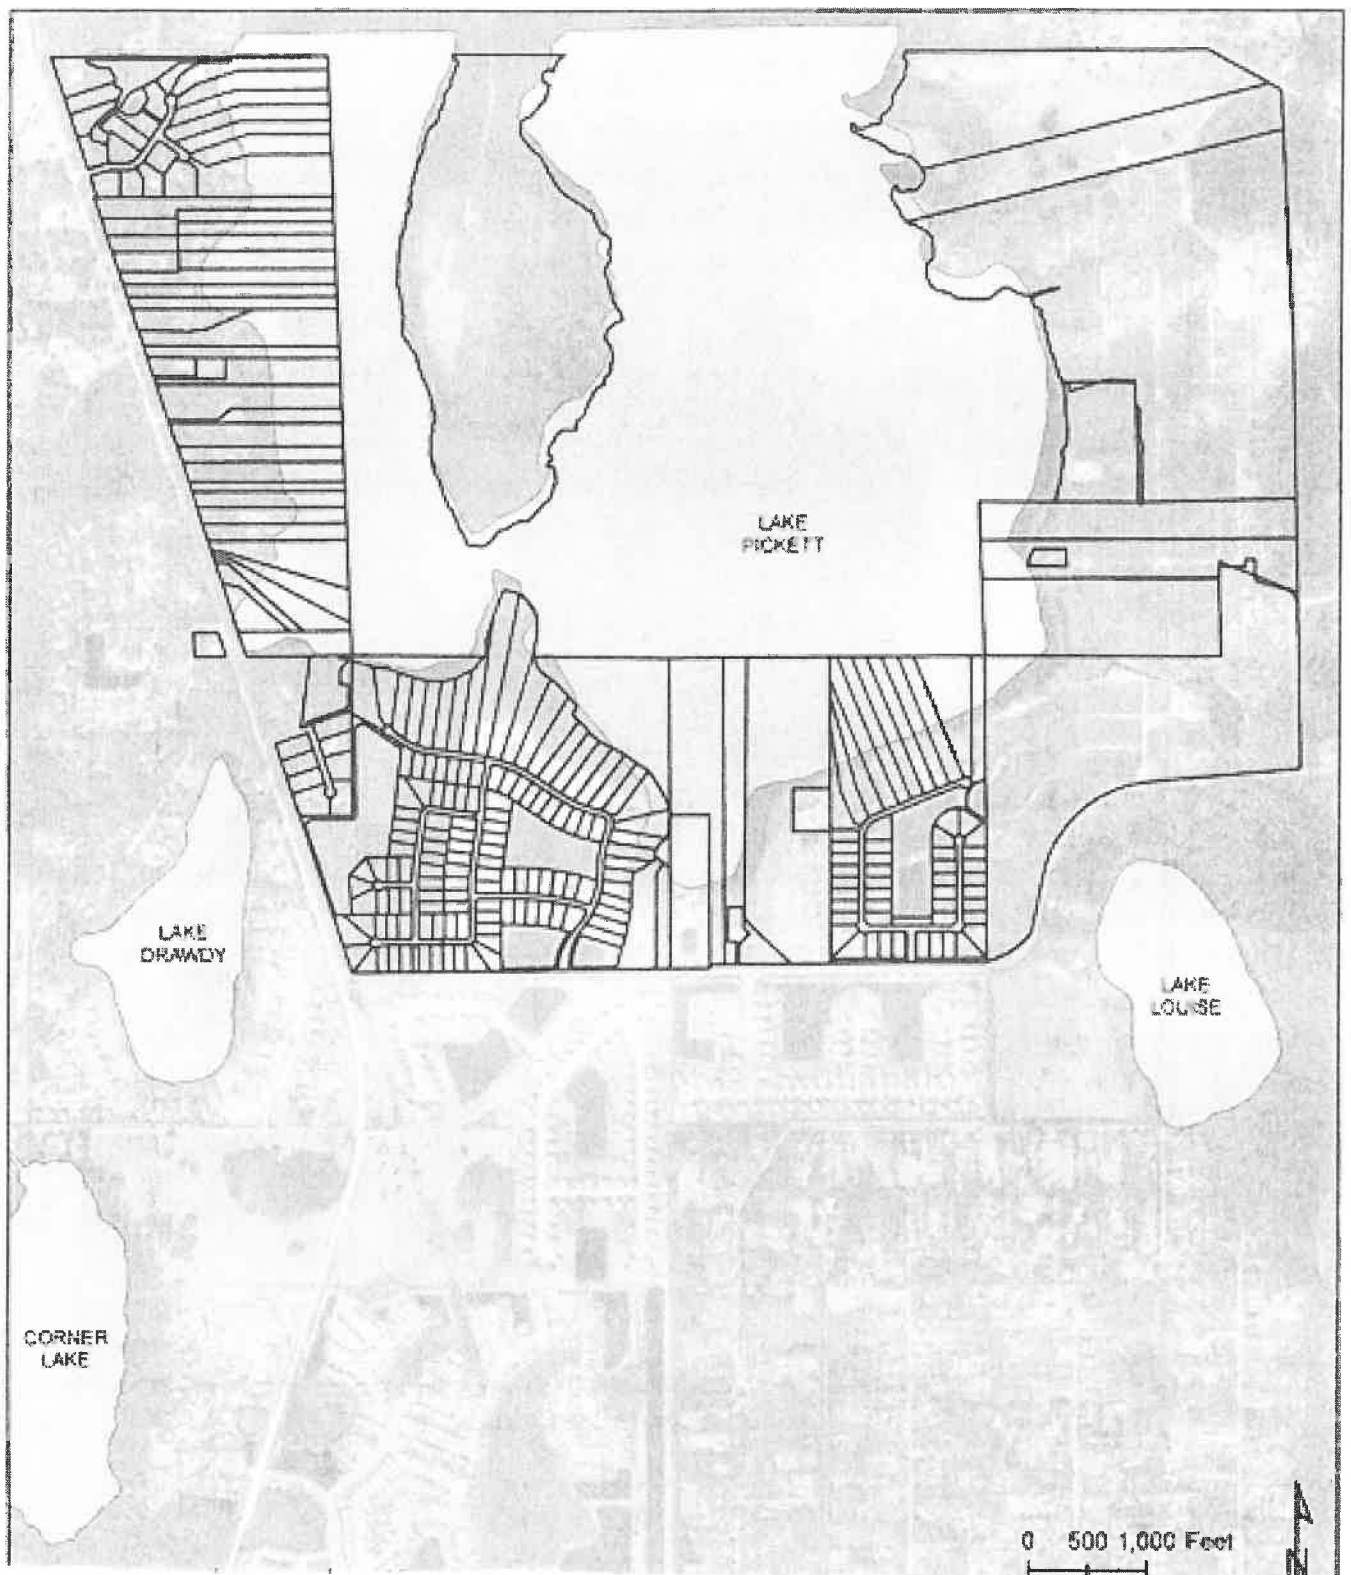 LAKE
PICKETT
LAKE
DRAWDY
LAKE
LOUISE
CORNER
LAKE
0 500 1,000 Feet
N